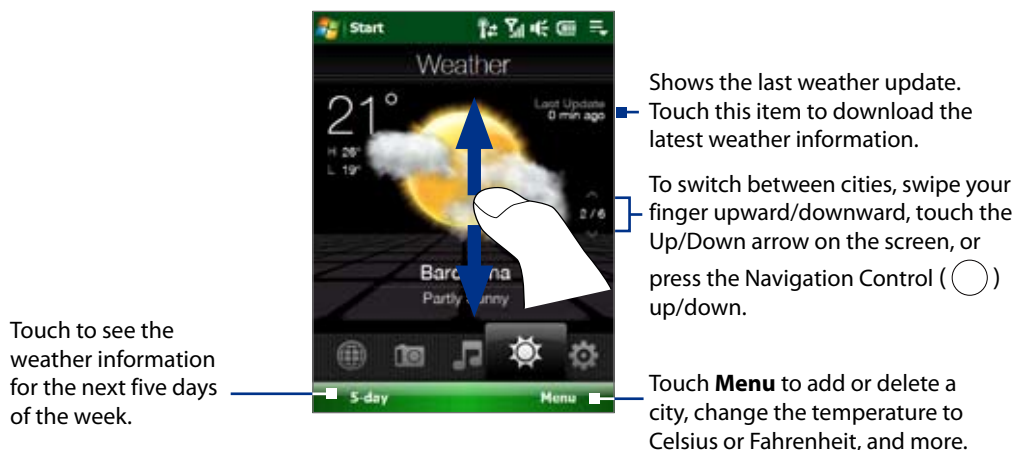 Start
Weather
21°
H 26°
L 19°
Last Update
0 min ago
2 / 6
Partly
5-day
Menu
Shows the last weather update.
Touch this item to download the
latest weather information.
To switch between cities, swipe your
finger upward/downward, touch the
Up/Down arrow on the screen, or
press the Navigation Control ( )
up/down.
Touch to see the
weather information
for the next five days
of the week.
Touch Menu to add or delete a
city, change the temperature to
Celsius or Fahrenheit, and more.